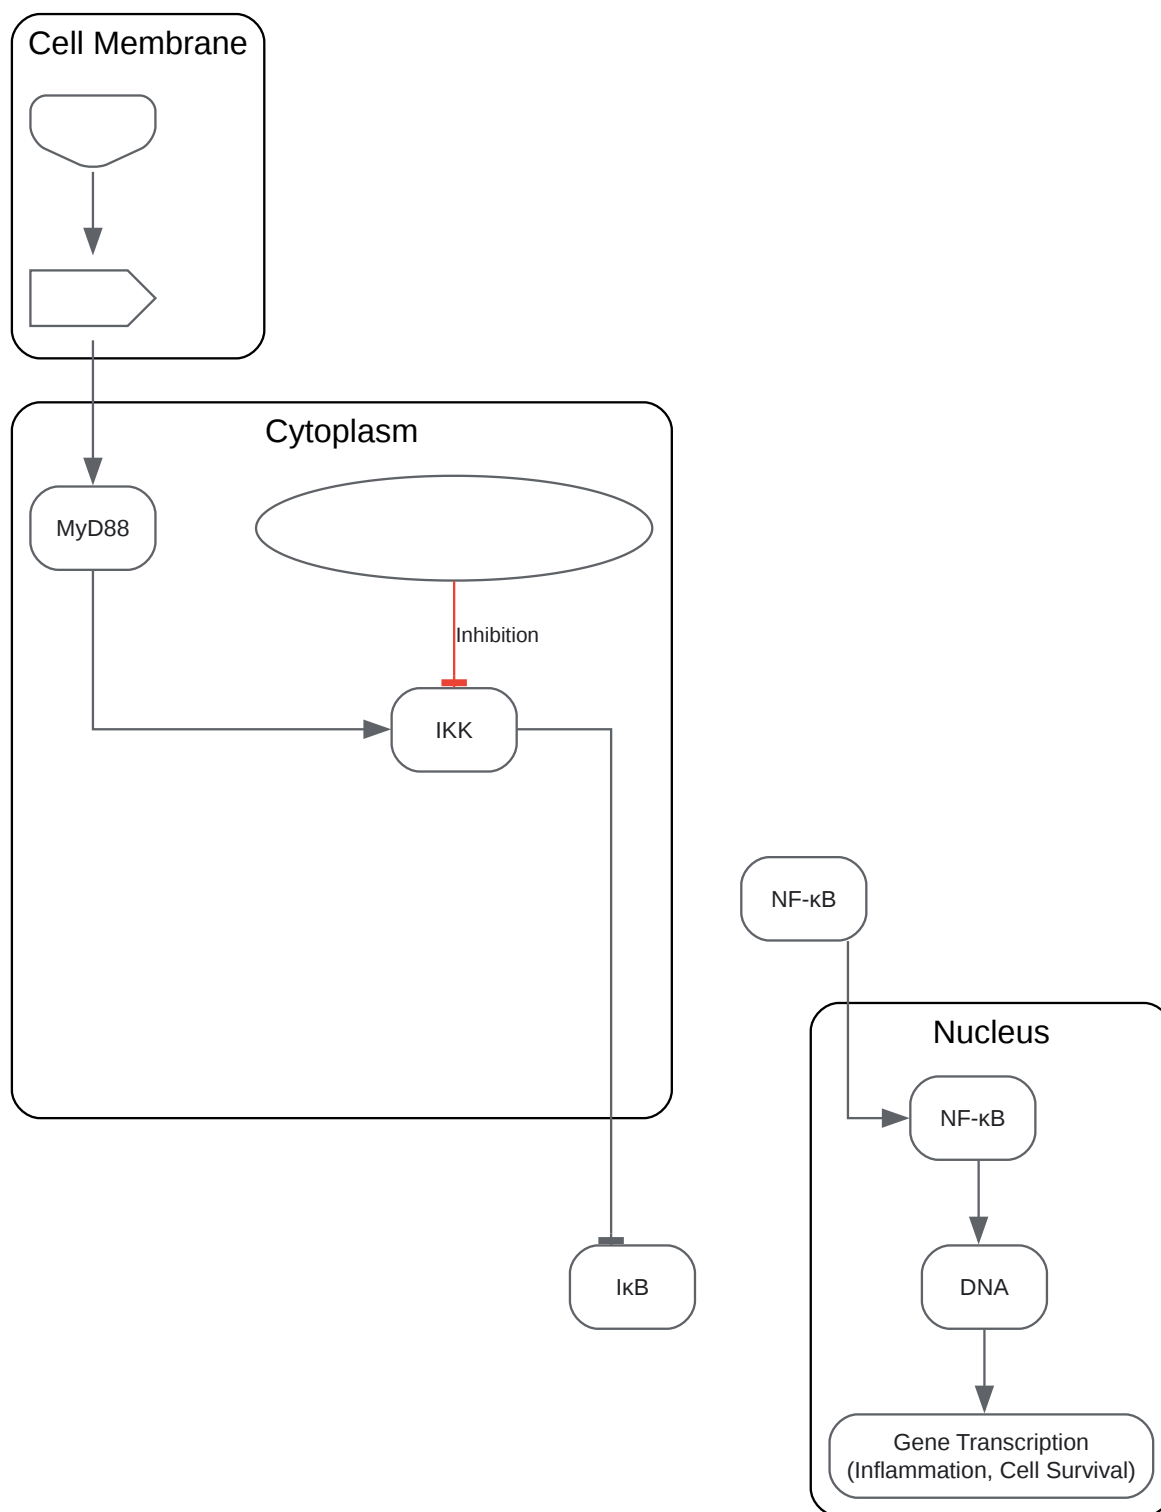 Cell Membrane
Cytoplasm
MyD88
Inhibition
IKK
NF-κB
Nucleus
NF-κB
IκB
DNA
Gene Transcription
(Inflammation, Cell Survival)